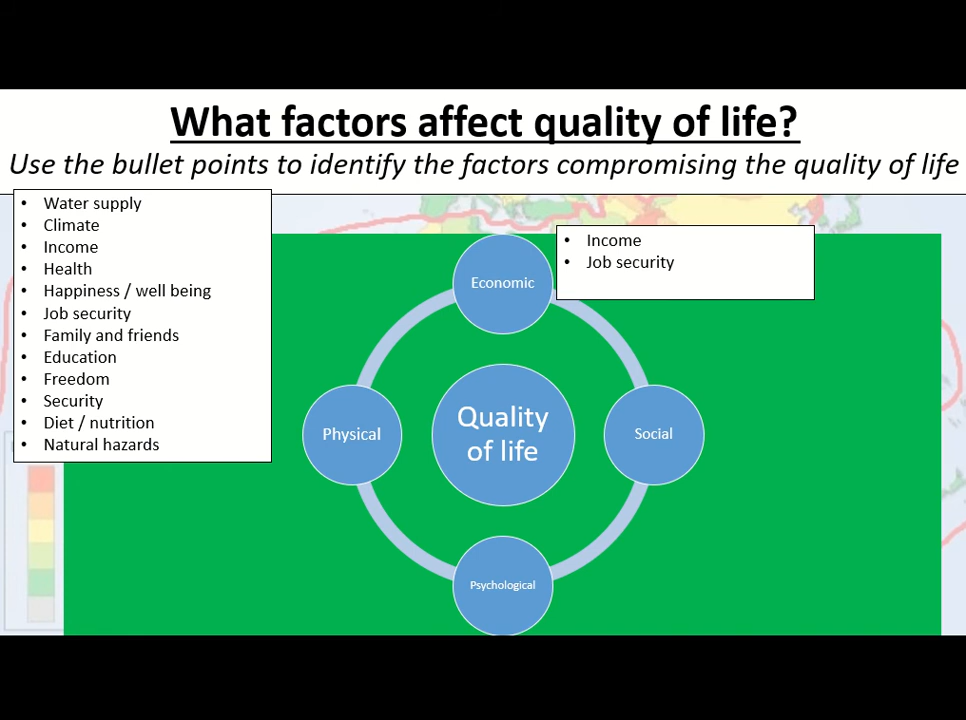 What factors affect quality of life?
Use the bullet points to identify the factors compromising the quality of life
• Water supply
• Climate
• Income
• Health
• Happiness / well being
• Job security
• Family and friends
• Education
• Freedom
• Security
• Diet / nutrition
• Natural hazards
• Income
• Job security
Economic
Physical
Quality
of life
Social
Psychological